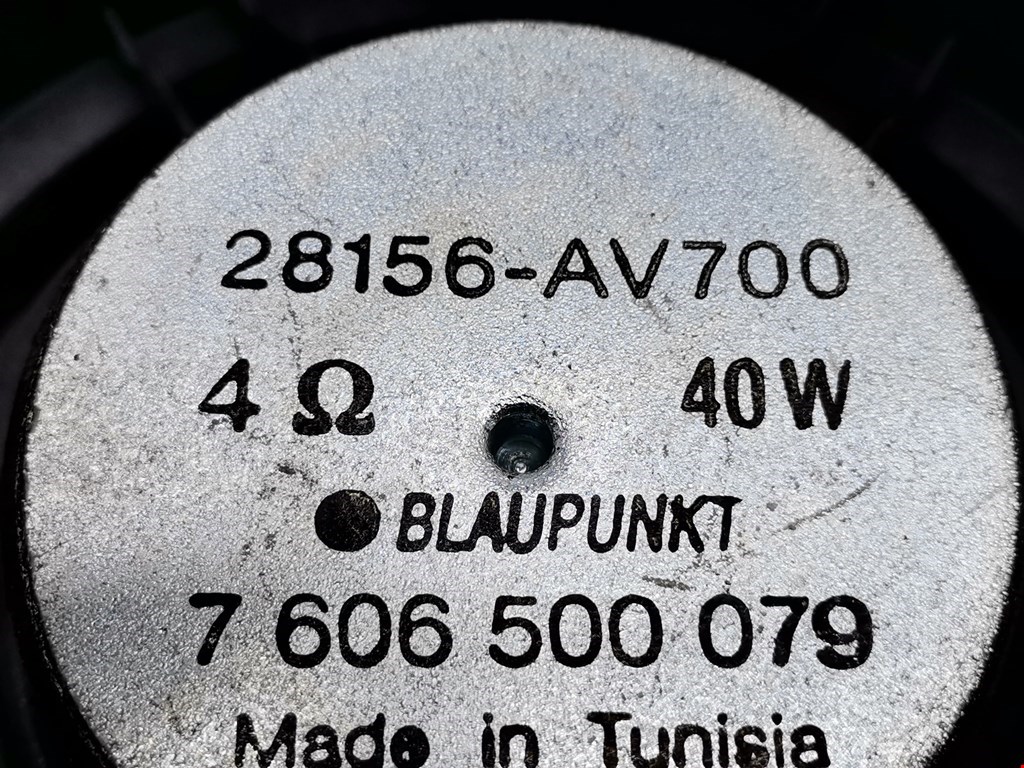 28156-AV700
4 Ω 40 W
BLAUPUNKT
7 606 500 079
Made in Tunisia